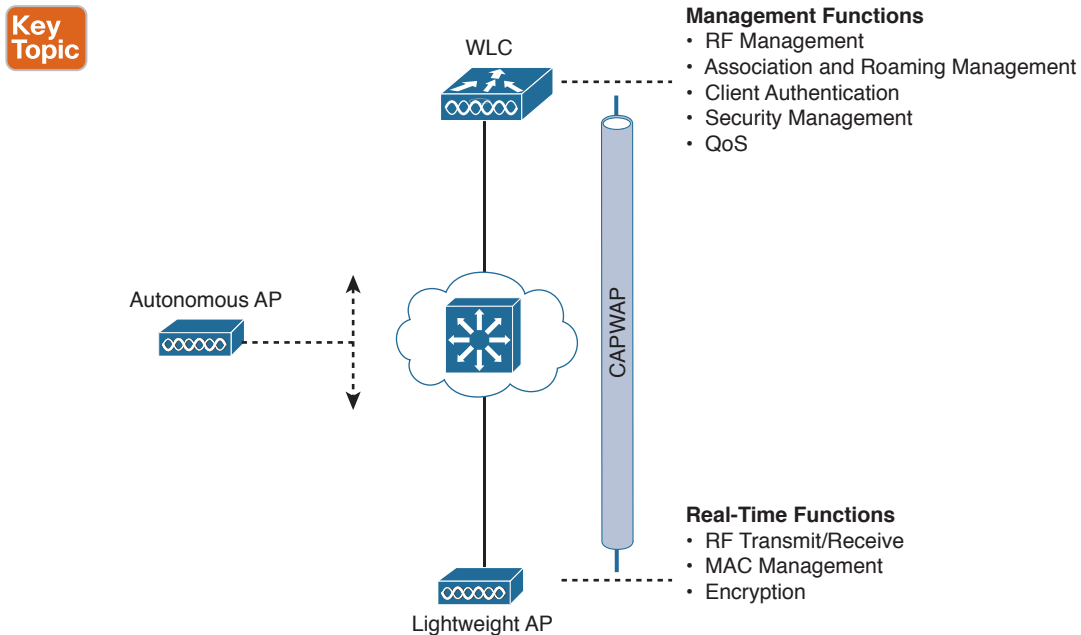 Key
Topic
WLC
Management Functions
• RF Management
• Association and Roaming Management
• Client Authentication
• Security Management
• QoS
Autonomous AP
CAPWAP
Real-Time Functions
• RF Transmit/Receive
• MAC Management
• Encryption
Lightweight AP